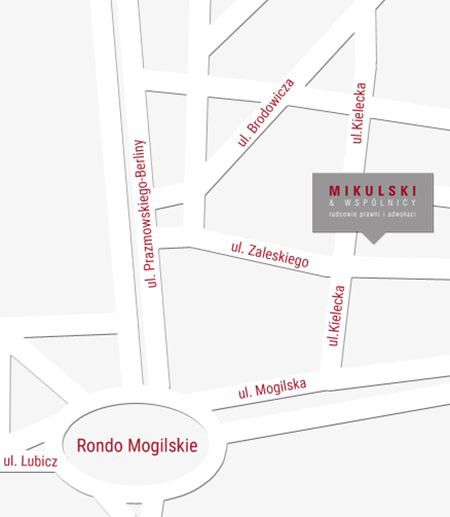 ul. Brodowicza
ul.Kielecka
ul. Prazmowskiego-Berliny
MIKULSKI
& WSPÓLNICY
radcowie prawni i adwokaci
ul. Zaleskiego
ul.Kielecka
ul. Mogilska
Rondo Mogilskie
ul. Lubicz